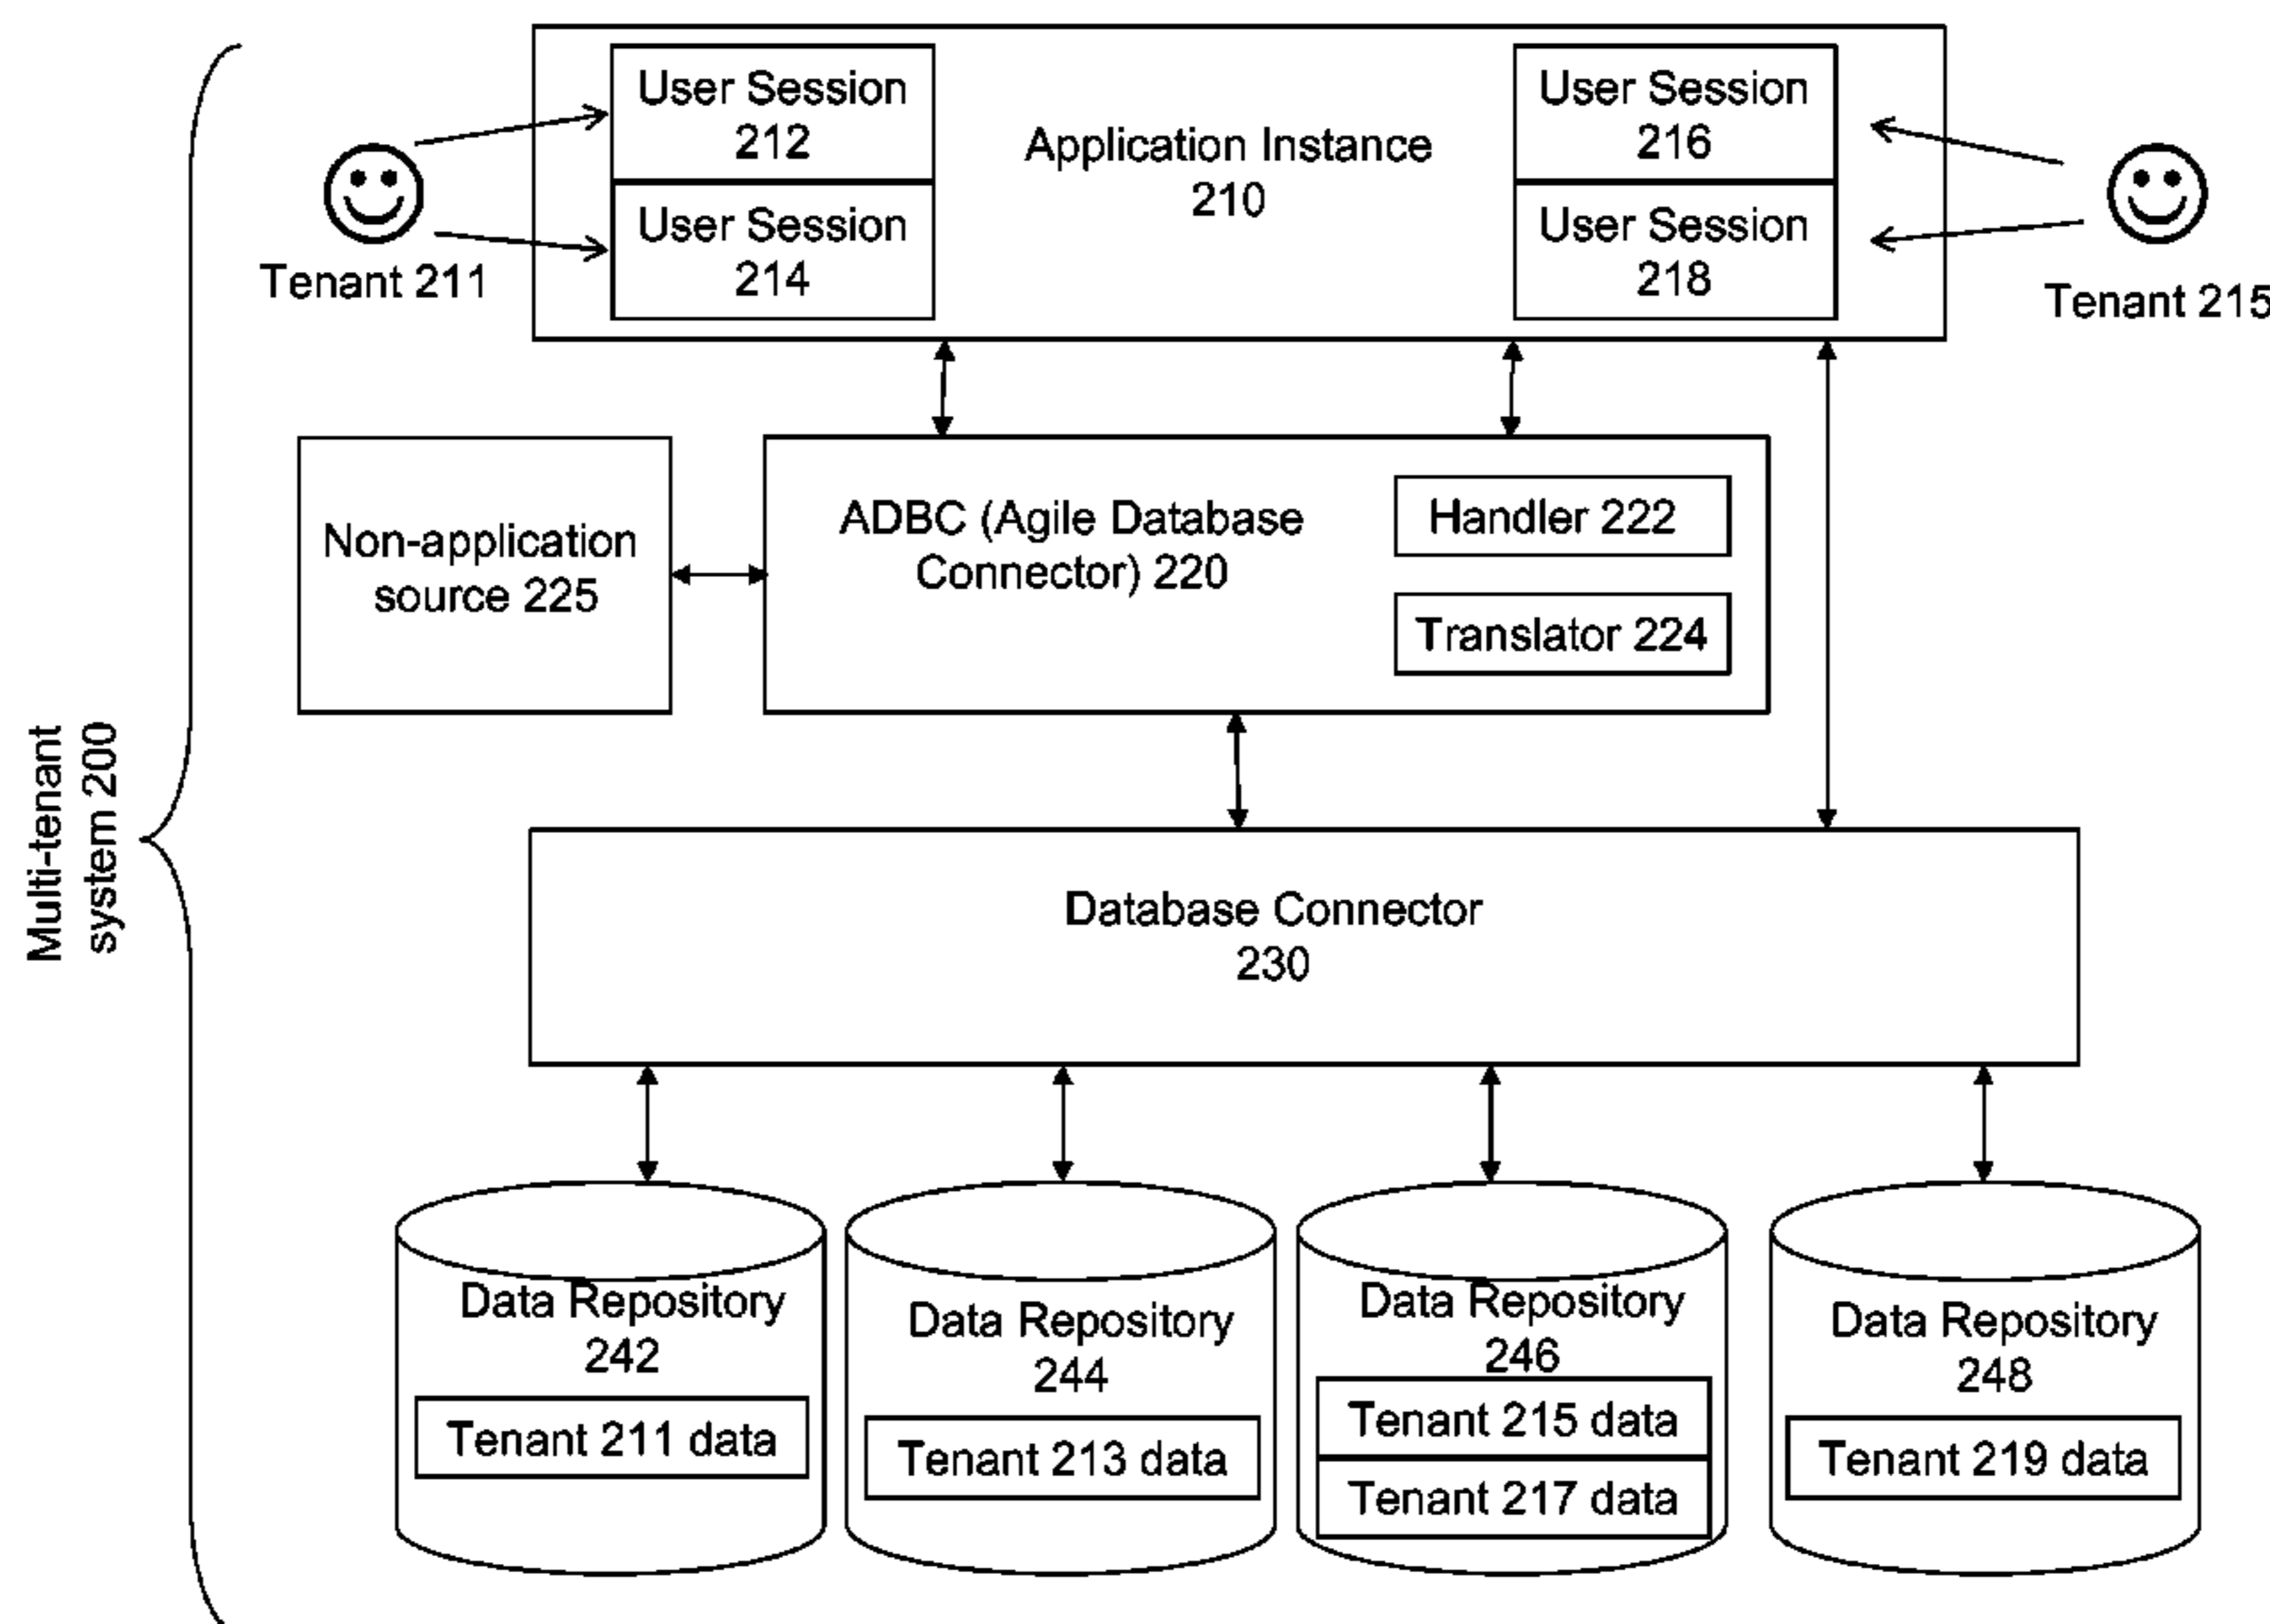 User Session
212
User Session
214
Application Instance
210
User Session
216
User Session
218
Tenant 211
Tenant 215
Non-application
source 225
ADBC (Agile Database
Connector) 220
Handler 222
Translator 224
Multi-tenant
system 200
Database Connector
230
Data Repository
242
Tenant 211 data
Data Repository
244
Tenant 213 data
Data Repository
246
Tenant 215 data
Tenant 217 data
Data Repository
248
Tenant 219 data